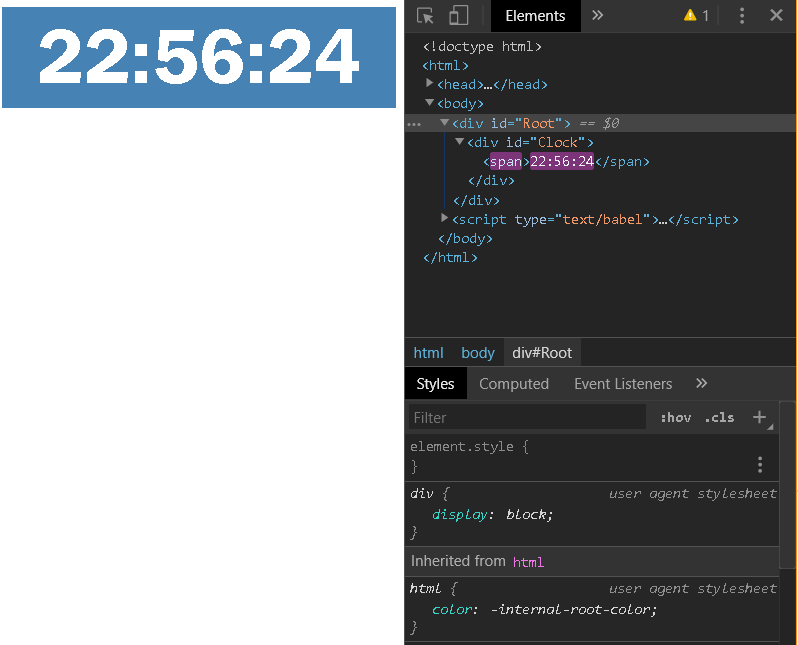 22:56:24
Elements » 1
<!doctype html>
<html>
<head>…</head>
<body>
<div id="Root"> == $0
<div id="Clock">
<span>22:56:24</span>
</div>
</div>
<script type="text/babel">…</script>
</body>
</html>
html body div#Root
Styles Computed Event Listeners »
Filter :hov .cls +
element.style {
}
div { user agent stylesheet
display: block;
}
Inherited from html
html { user agent stylesheet
color: -internal-root-color;
}